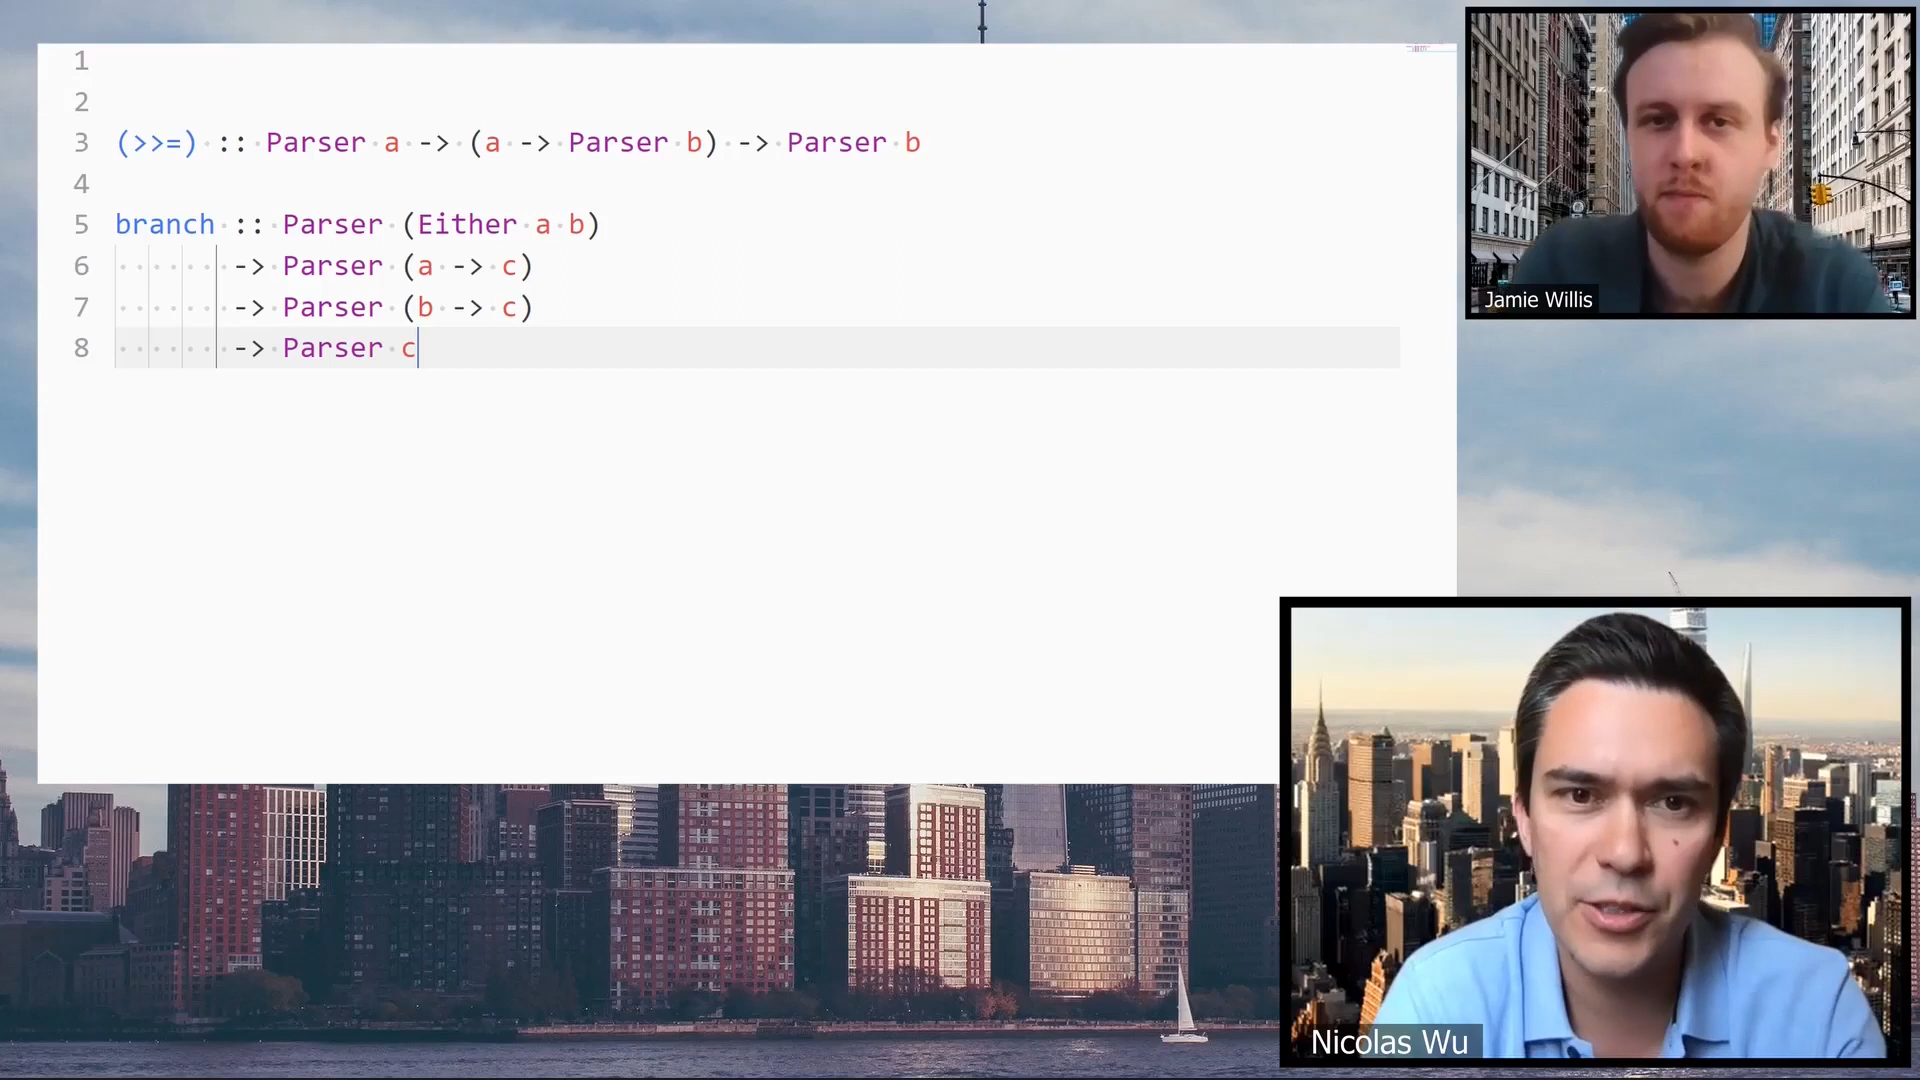 1
2
3 (>>=) :: Parser a -> (a -> Parser b) -> Parser b
4
5 branch :: Parser (Either a b)
6 -> Parser (a -> c)
7 -> Parser (b -> c)
8 -> Parser c
Jamie Willis
Nicolas Wu